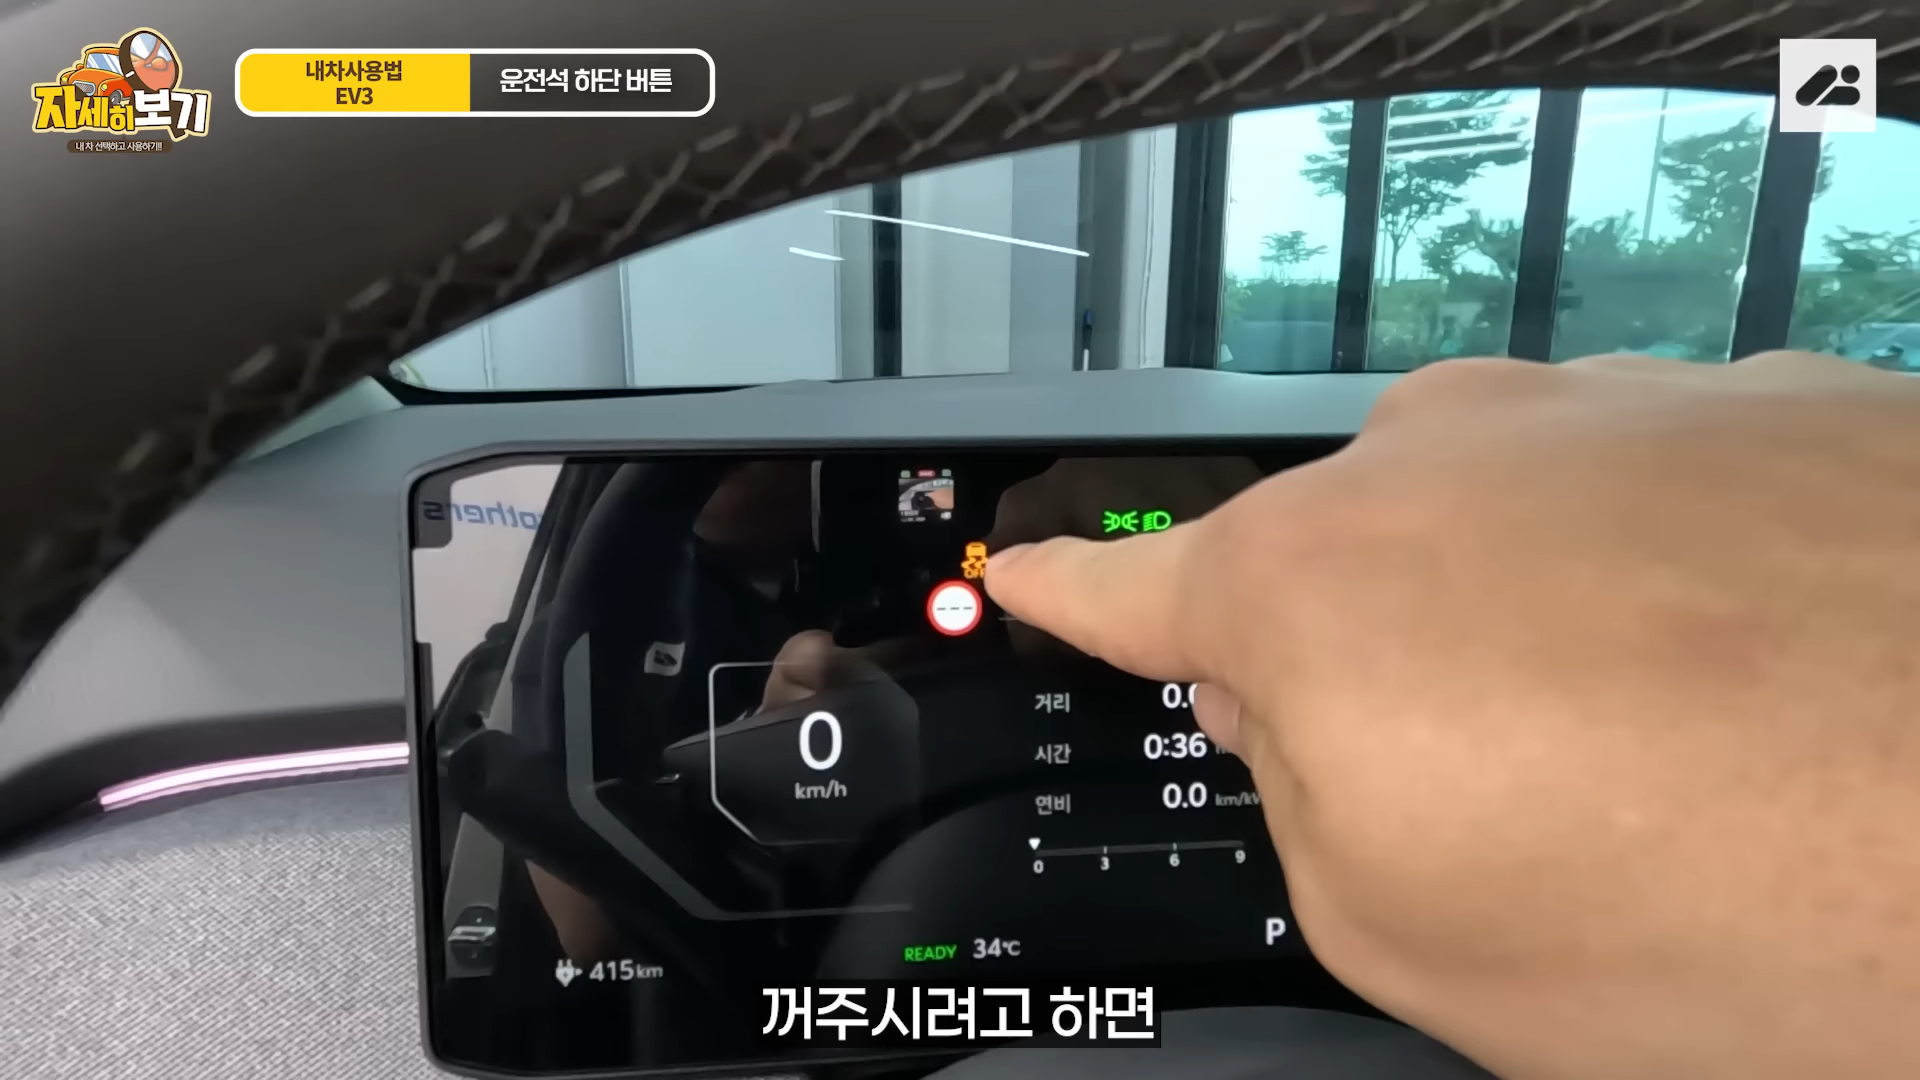 자세히보기
내 차 선택하고 사용하기!!
내차사용법
EV3
운전석 하단 버튼
OFF
---
거리
시간 0:36
연비 0.0
0
km/h
0 3 6 9
P
READY 34℃
415km
꺼주시려고 하면